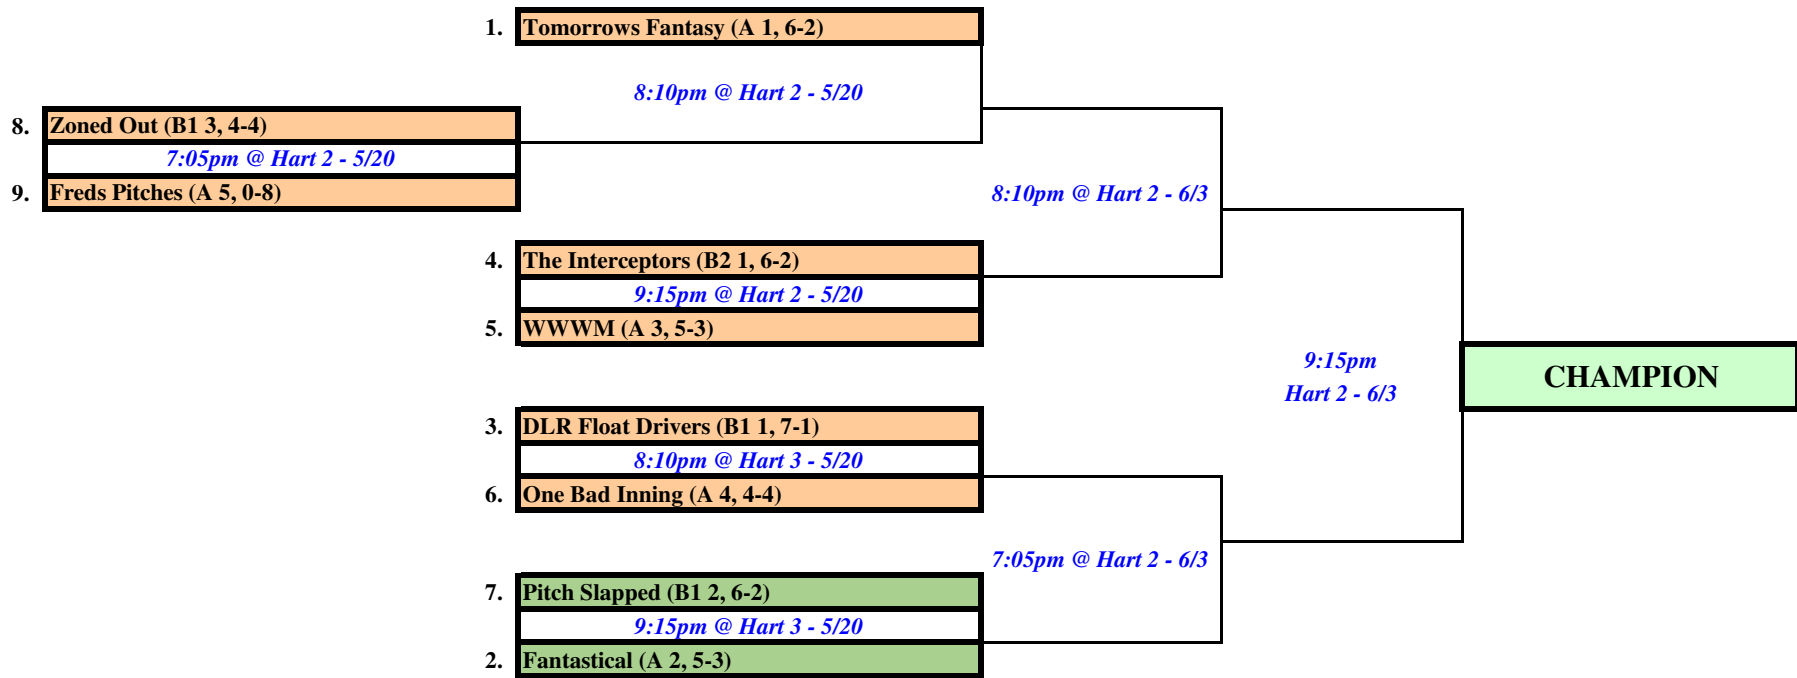 1. Tomorrows Fantasy (A 1, 6-2)
8:10pm @ Hart 2 - 5/20
8. Zoned Out (B1 3, 4-4)
7:05pm @ Hart 2 - 5/20
9. Freds Pitches (A 5, 0-8)
8:10pm @ Hart 2 - 6/3
4. The Interceptors (B2 1, 6-2)
9:15pm @ Hart 2 - 5/20
5. WWWM (A 3, 5-3)
9:15pm
Hart 2 - 6/3
CHAMPION
3. DLR Float Drivers (B1 1, 7-1)
8:10pm @ Hart 3 - 5/20
6. One Bad Inning (A 4, 4-4)
7:05pm @ Hart 2 - 6/3
7. Pitch Slapped (B1 2, 6-2)
9:15pm @ Hart 3 - 5/20
2. Fantastical (A 2, 5-3)